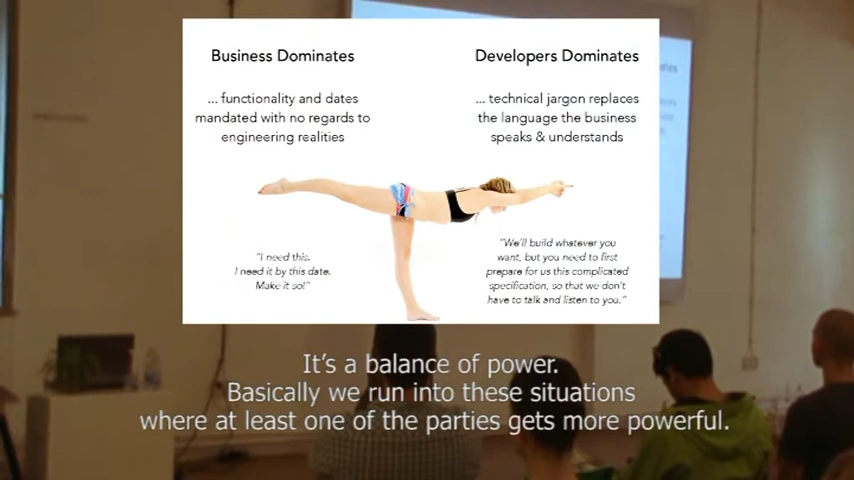 Business Dominates
... functionality and dates
mandated with no regards to
engineering realities
"I need this.
I need it by this date.
Make it so!"
Developers Dominates
... technical jargon replaces
the language the business
speaks & understands
"We'll build whatever you
want, but you need to first
prepare for us this complicated
specification, so that we don't
have to talk and listen to you."
It's a balance of power.
Basically we run into these situations
where at least one of the parties gets more powerful.